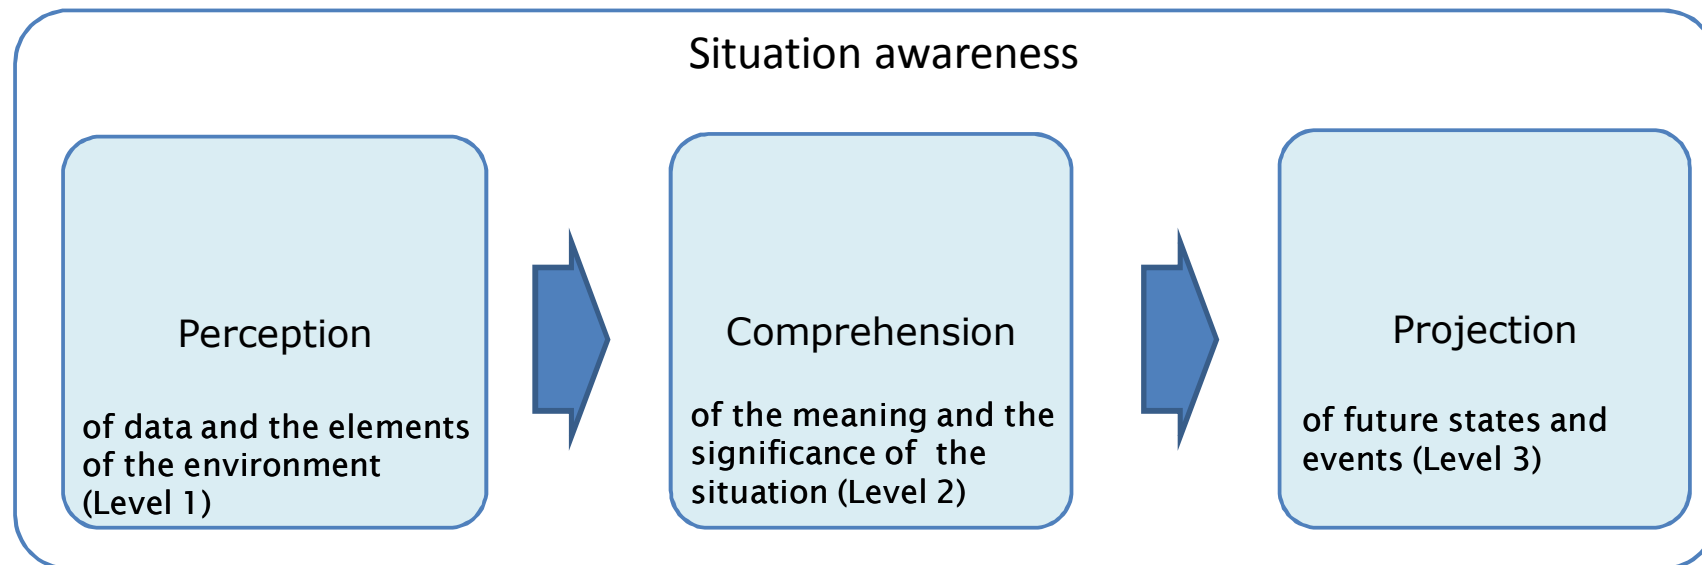 Situation awareness
Perception
of data and the elements
of the environment
(Level 1)
Comprehension
of the meaning and the
significance of the
situation (Level 2)
Projection
of future states and
events (Level 3)